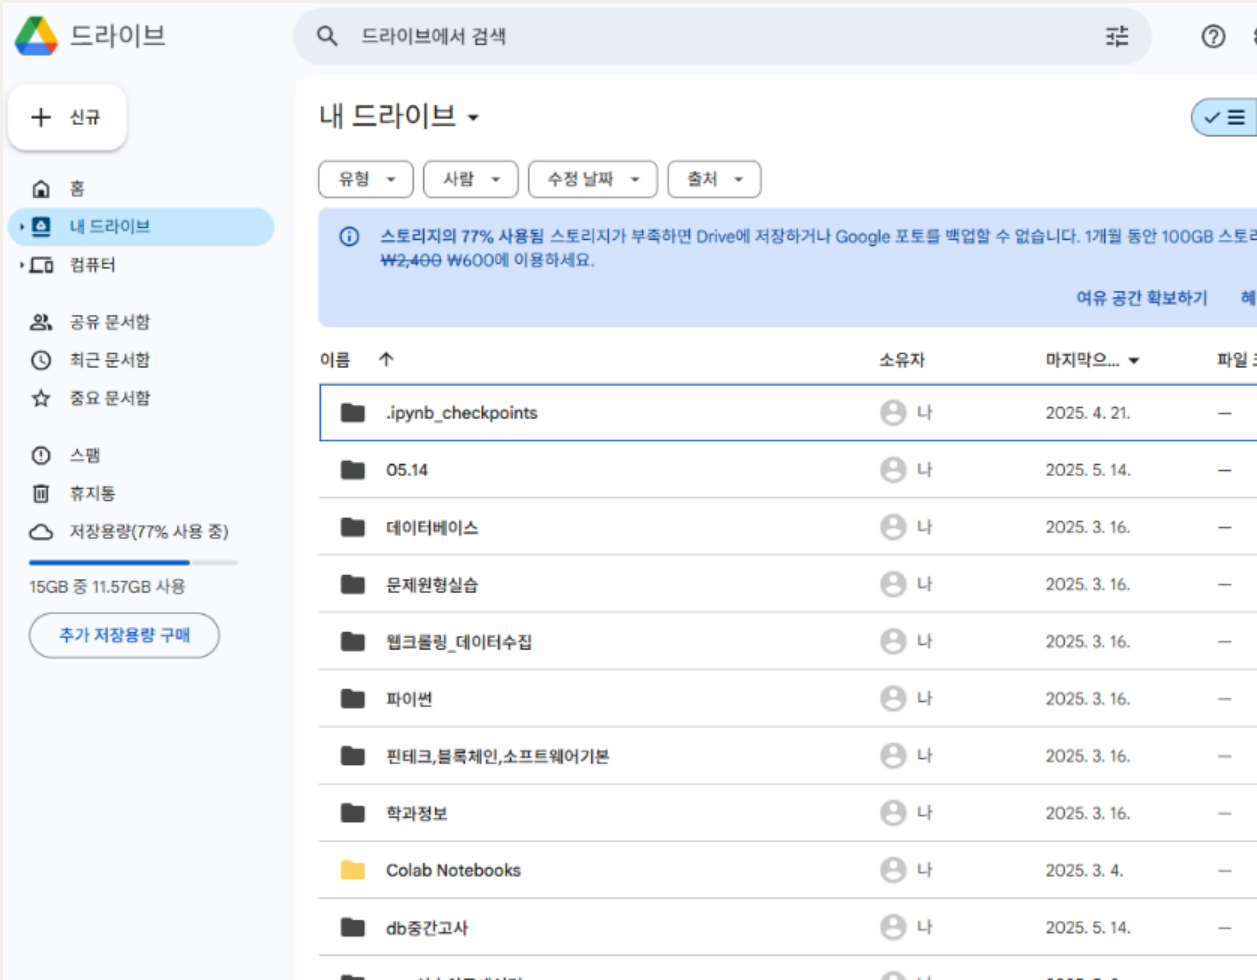 드라이브
드라이브에서 검색
신규
홈
내 드라이브
컴퓨터
공유 문서함
최근 문서함
중요 문서함
스팸
휴지통
저장용량(77% 사용 중)
15GB 중 11.57GB 사용
추가 저장용량 구매
내 드라이브
유형 사람 수정 날짜 출처
스토리지의 77% 사용됨 스토리지가 부족하면 Drive에 저장하거나 Google 포토를 백업할 수 없습니다. 1개월 동안 100GB
₩2,400 ₩600에 이용하세요.
여유 공간 확보하기
이름 소유자 마지막으... 파일
.ipynb_checkpoints 나 2025. 4. 21. —
05.14 나 2025. 5. 14. —
데이터베이스 나 2025. 3. 16. —
문제원형실습 나 2025. 3. 16. —
웹크롤링_데이터수집 나 2025. 3. 16. —
파이썬 나 2025. 3. 16. —
핀테크,블록체인,소프트웨어기본 나 2025. 3. 16. —
학과정보 나 2025. 3. 16. —
Colab Notebooks 나 2025. 3. 4. —
db중간고사 나 2025. 5. 14. —